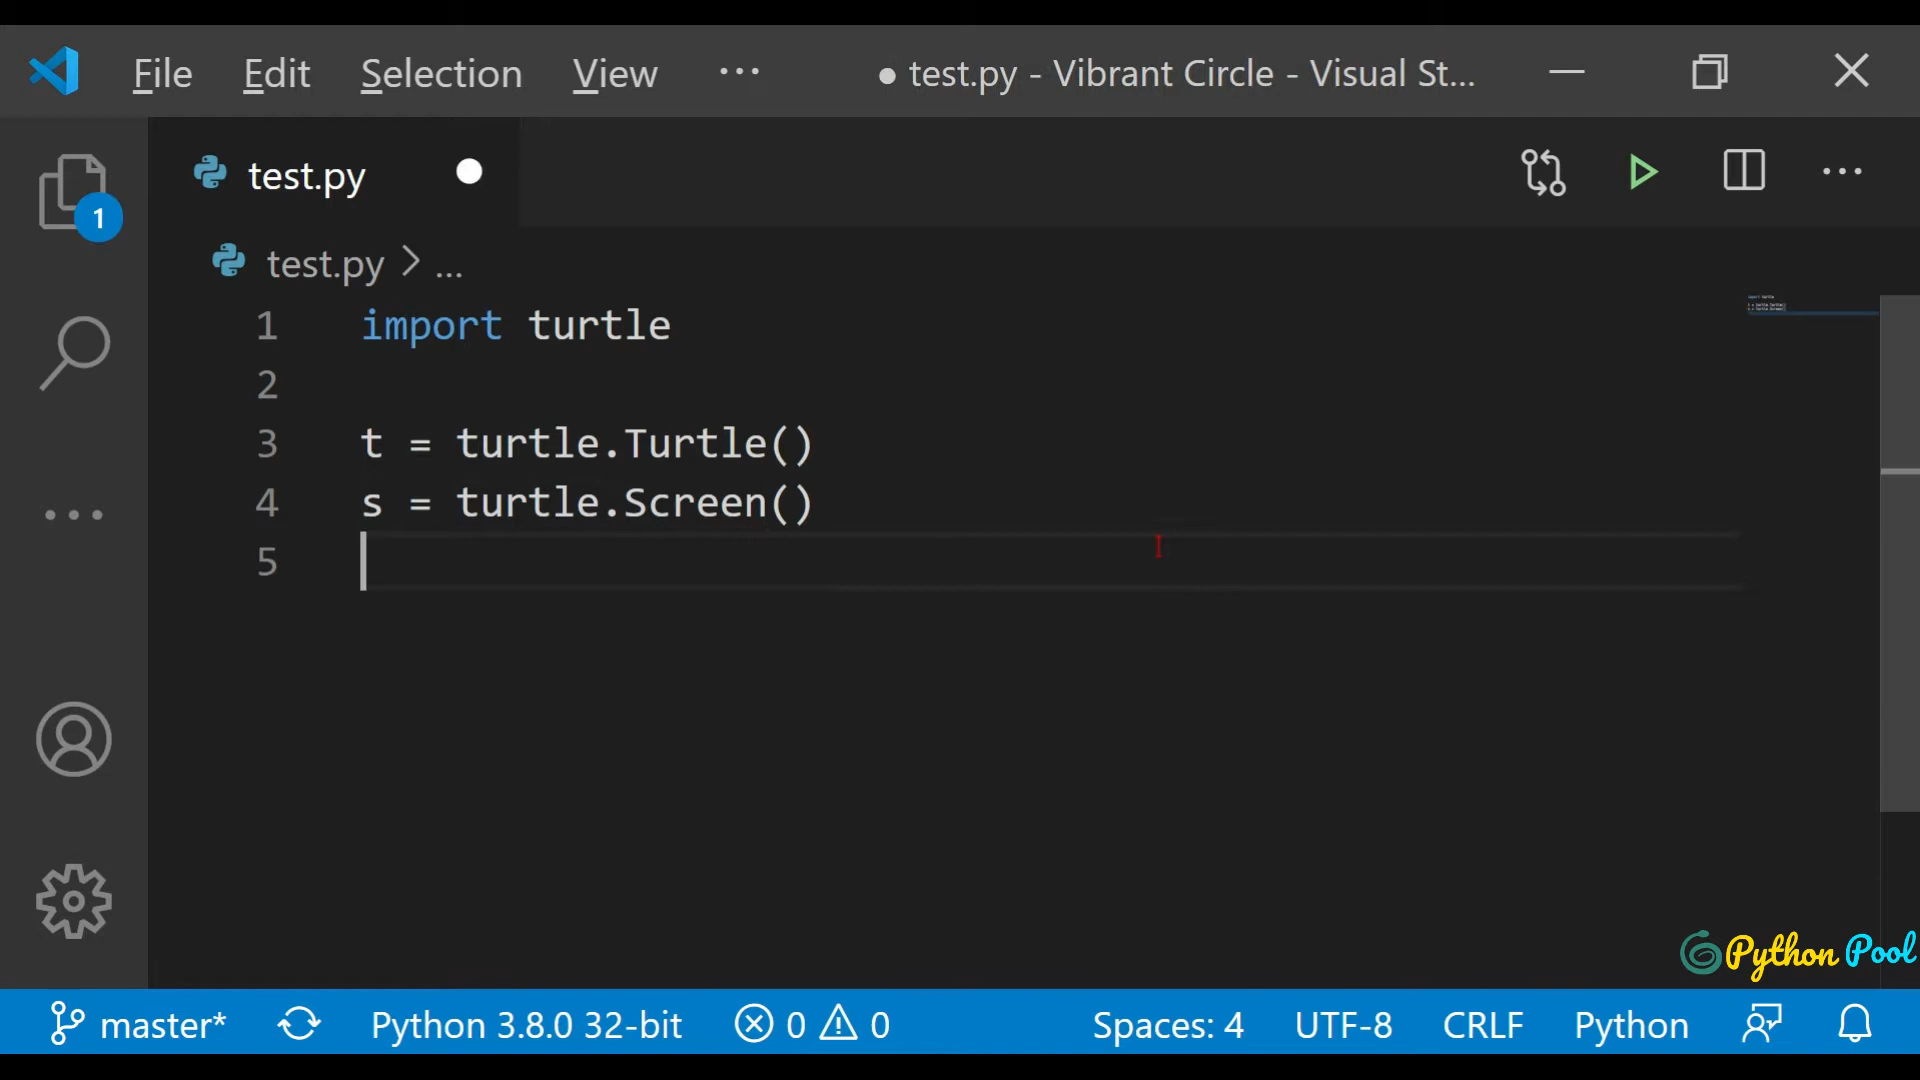 File Edit Selection View ··· ● test.py - Vibrant Circle - Visual St...
test.py
1
test.py > ...
1 import turtle
2
3 t = turtle.Turtle()
4 s = turtle.Screen()
5
Python Pool
master* Python 3.8.0 32-bit 0 0 Spaces: 4 UTF-8 CRLF Python